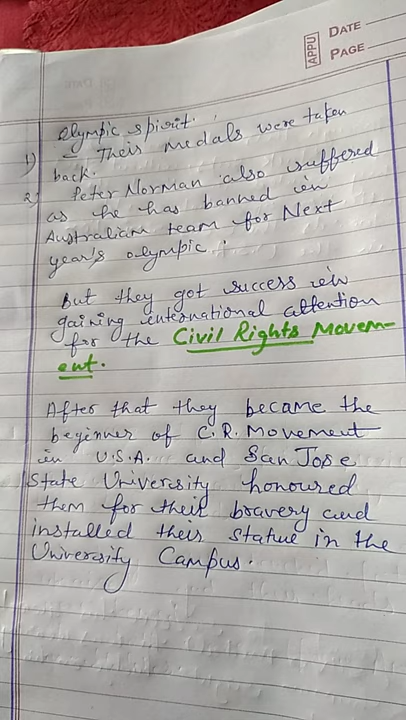 APPU
DATE
PAGE
Olympic spirit.
1) – Their medals were taken
back.
2) Peter Norman also suffered
as he has banned in
Australian team for Next
year's olympic.
But they got success in
gaining international attention
for the Civil Rights Movem-
ent.
After that they became the
beginner of C.R. Movement
in U.S.A. and San Jose
State University honoured
them for their bravery and
installed their statue in the
University Campus.